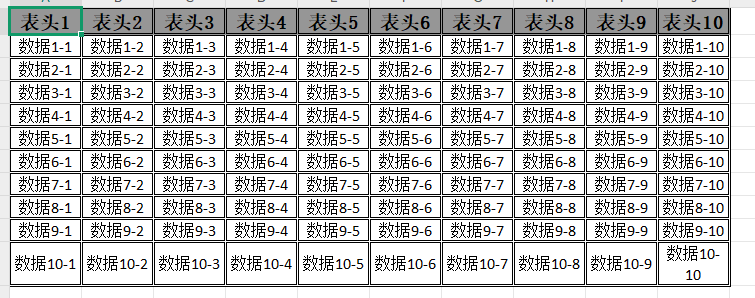 表头1 表头2 表头3 表头4 表头5 表头6 表头7 表头8 表头9 表头10
数据1-1 数据1-2 数据1-3 数据1-4 数据1-5 数据1-6 数据1-7 数据1-8 数据1-9 数据1-10
数据2-1 数据2-2 数据2-3 数据2-4 数据2-5 数据2-6 数据2-7 数据2-8 数据2-9 数据2-10
数据3-1 数据3-2 数据3-3 数据3-4 数据3-5 数据3-6 数据3-7 数据3-8 数据3-9 数据3-10
数据4-1 数据4-2 数据4-3 数据4-4 数据4-5 数据4-6 数据4-7 数据4-8 数据4-9 数据4-10
数据5-1 数据5-2 数据5-3 数据5-4 数据5-5 数据5-6 数据5-7 数据5-8 数据5-9 数据5-10
数据6-1 数据6-2 数据6-3 数据6-4 数据6-5 数据6-6 数据6-7 数据6-8 数据6-9 数据6-10
数据7-1 数据7-2 数据7-3 数据7-4 数据7-5 数据7-6 数据7-7 数据7-8 数据7-9 数据7-10
数据8-1 数据8-2 数据8-3 数据8-4 数据8-5 数据8-6 数据8-7 数据8-8 数据8-9 数据8-10
数据9-1 数据9-2 数据9-3 数据9-4 数据9-5 数据9-6 数据9-7 数据9-8 数据9-9 数据9-10
数据10-1 数据10-2 数据10-3 数据10-4 数据10-5 数据10-6 数据10-7 数据10-8 数据10-9 数据10-
10